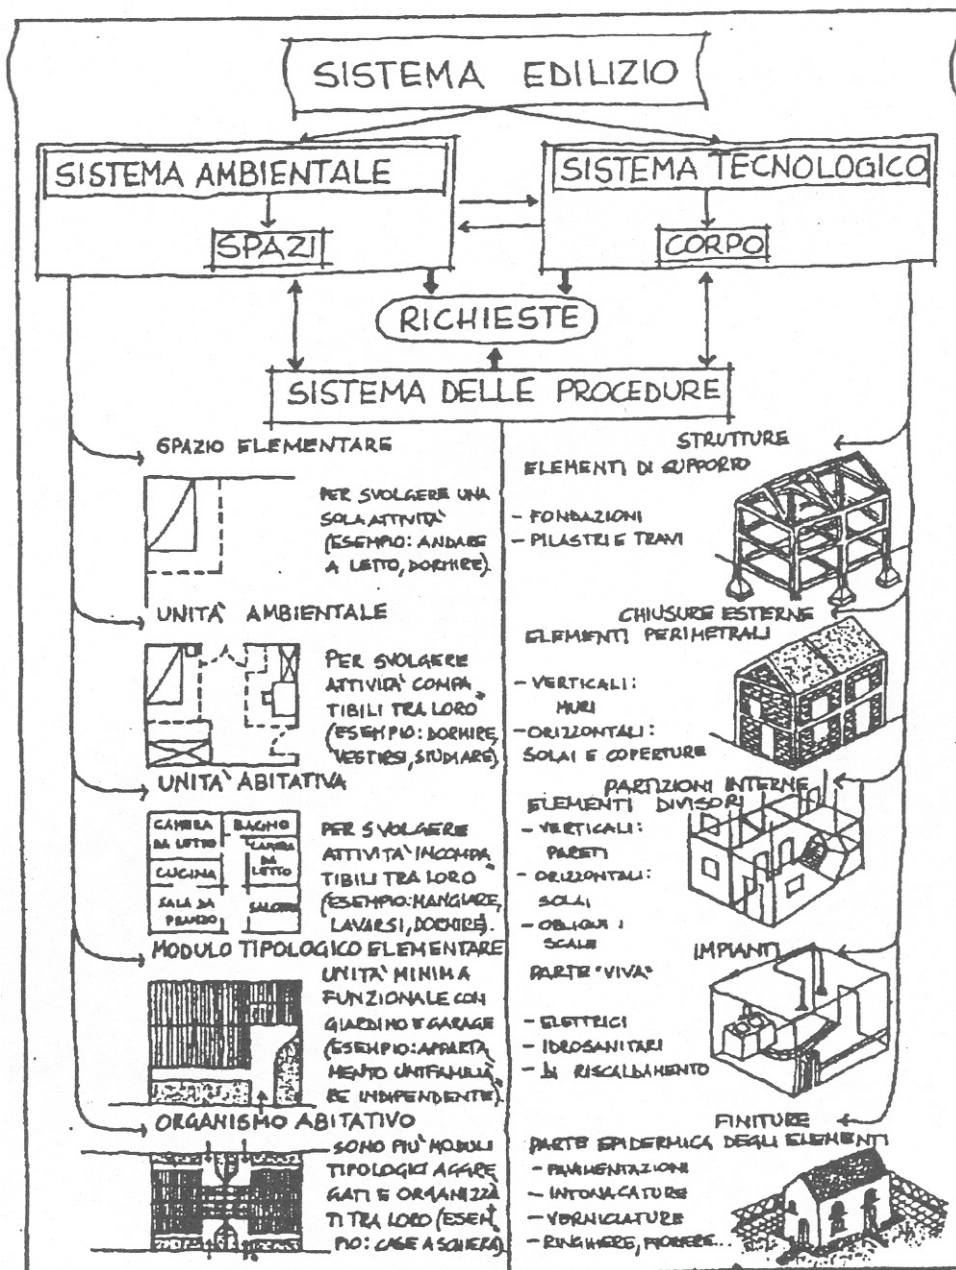 SISTEMA EDILIZIO
SISTEMA AMBIENTALE
SPAZI
SISTEMA TECNOLOGICO
CORPO
RICHIESTE
SISTEMA DELLE PROCEDURE
SPAZIO ELEMENTARE
PER SVOLGERE UNA
SOLA ATTIVITA'
(ESEMPIO: ANDARE
A LETTO, DORMIRE).
UNITA' AMBIENTALE
PER SVOLGERE
ATTIVITA' COMPA
TIBILI TRA LORO
(ESEMPIO: DORMIRE,
VESTIRSI, STUDIARE).
UNITA' ABITATIVA
CAMERA
DA LETTO
BAGNO
CAMERA
DA
LETTO
CUCINA
SALA DA
PRANZO
SALOTTO
PER SVOLGERE
ATTIVITA' INCOMPA
TIBILI TRA LORO
(ESEMPIO: MANGIARE,
LAVARSI, DORMIRE).
MODULO TIPOLOGICO ELEMENTARE
UNITA' MINIMA
FUNZIONALE CON
GIARDINO E GARAGE
(ESEMPIO: APPARTA
MENTO UNIFAMILIA
RE INDIPENDENTE).
ORGANISMO ABITATIVO
SONO PIU' MODULI
TIPOLOGICI AGGRE
GATI E ORGANIZZA
TI TRA LORO (ESEM
PIO: CASE A SCHIERA)
STRUTTURE
ELEMENTI DI SUPPORTO
- FONDAZIONI
- PILASTRI E TRAVI
CHIUSURE ESTERNE
ELEMENTI PERIMETRALI
- VERTICALI:
MURI
- ORIZZONTALI:
SOLAI E COPERTURE
PARTIZIONI INTERNE
ELEMENTI DIVISORI
- VERTICALI:
PARETI
- ORIZZONTALI:
SOLAI
- OBLIQUI:
SCALE
IMPIANTI
PARTE "VIVA"
- ELETTRICI
- IDROSANITARI
- DI RISCALDAMENTO
FINITURE
PARTE EPIDERMICA DEGLI ELEMENTI
- PAVIMENTAZIONI
- INTONACATURE
- VERNICIATURE
- RINGHIERE, FIORIERE...